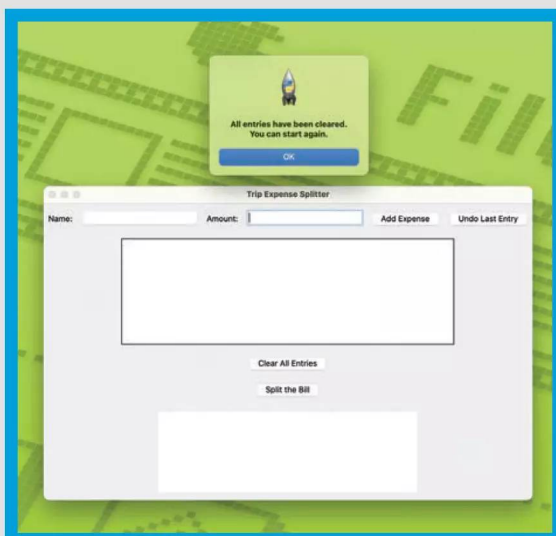 Fil
All entries have been cleared.
You can start again.
OK
Trip Expense Splitter
Name:
Amount:
Add Expense
Undo Last Entry
Clear All Entries
Split the Bill